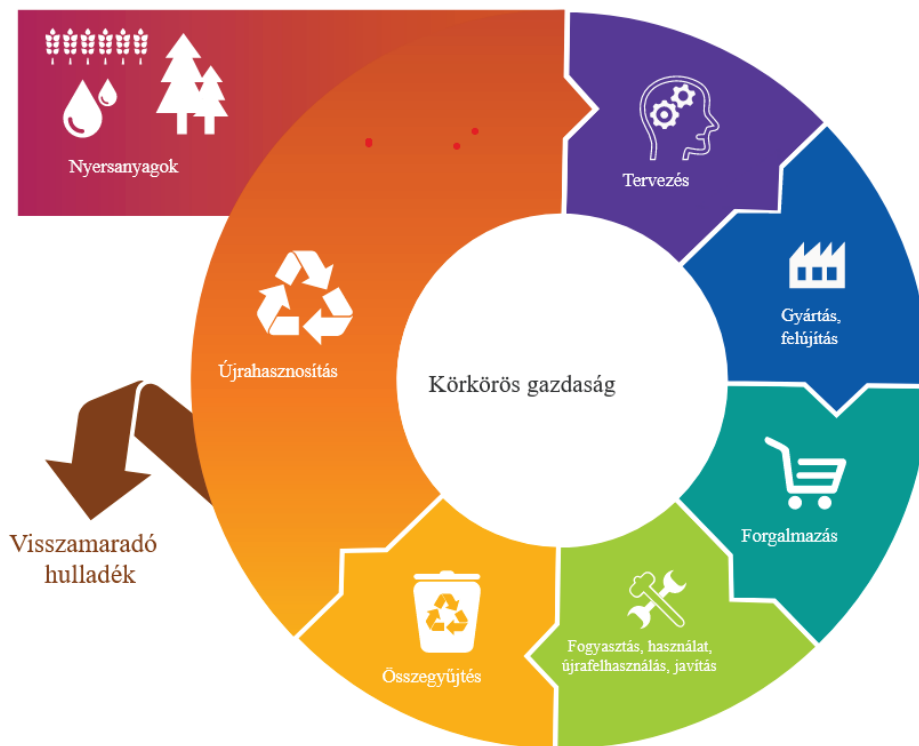 Nyersanyagok
Tervezés
Gyártás,
felújítás
Újrahasznosítás
Körkörös gazdaság
Forgalmazás
Visszamaradó
hulladék
Fogyasztás, használat,
újrafelhasználás, javítás
Összegyűjtés